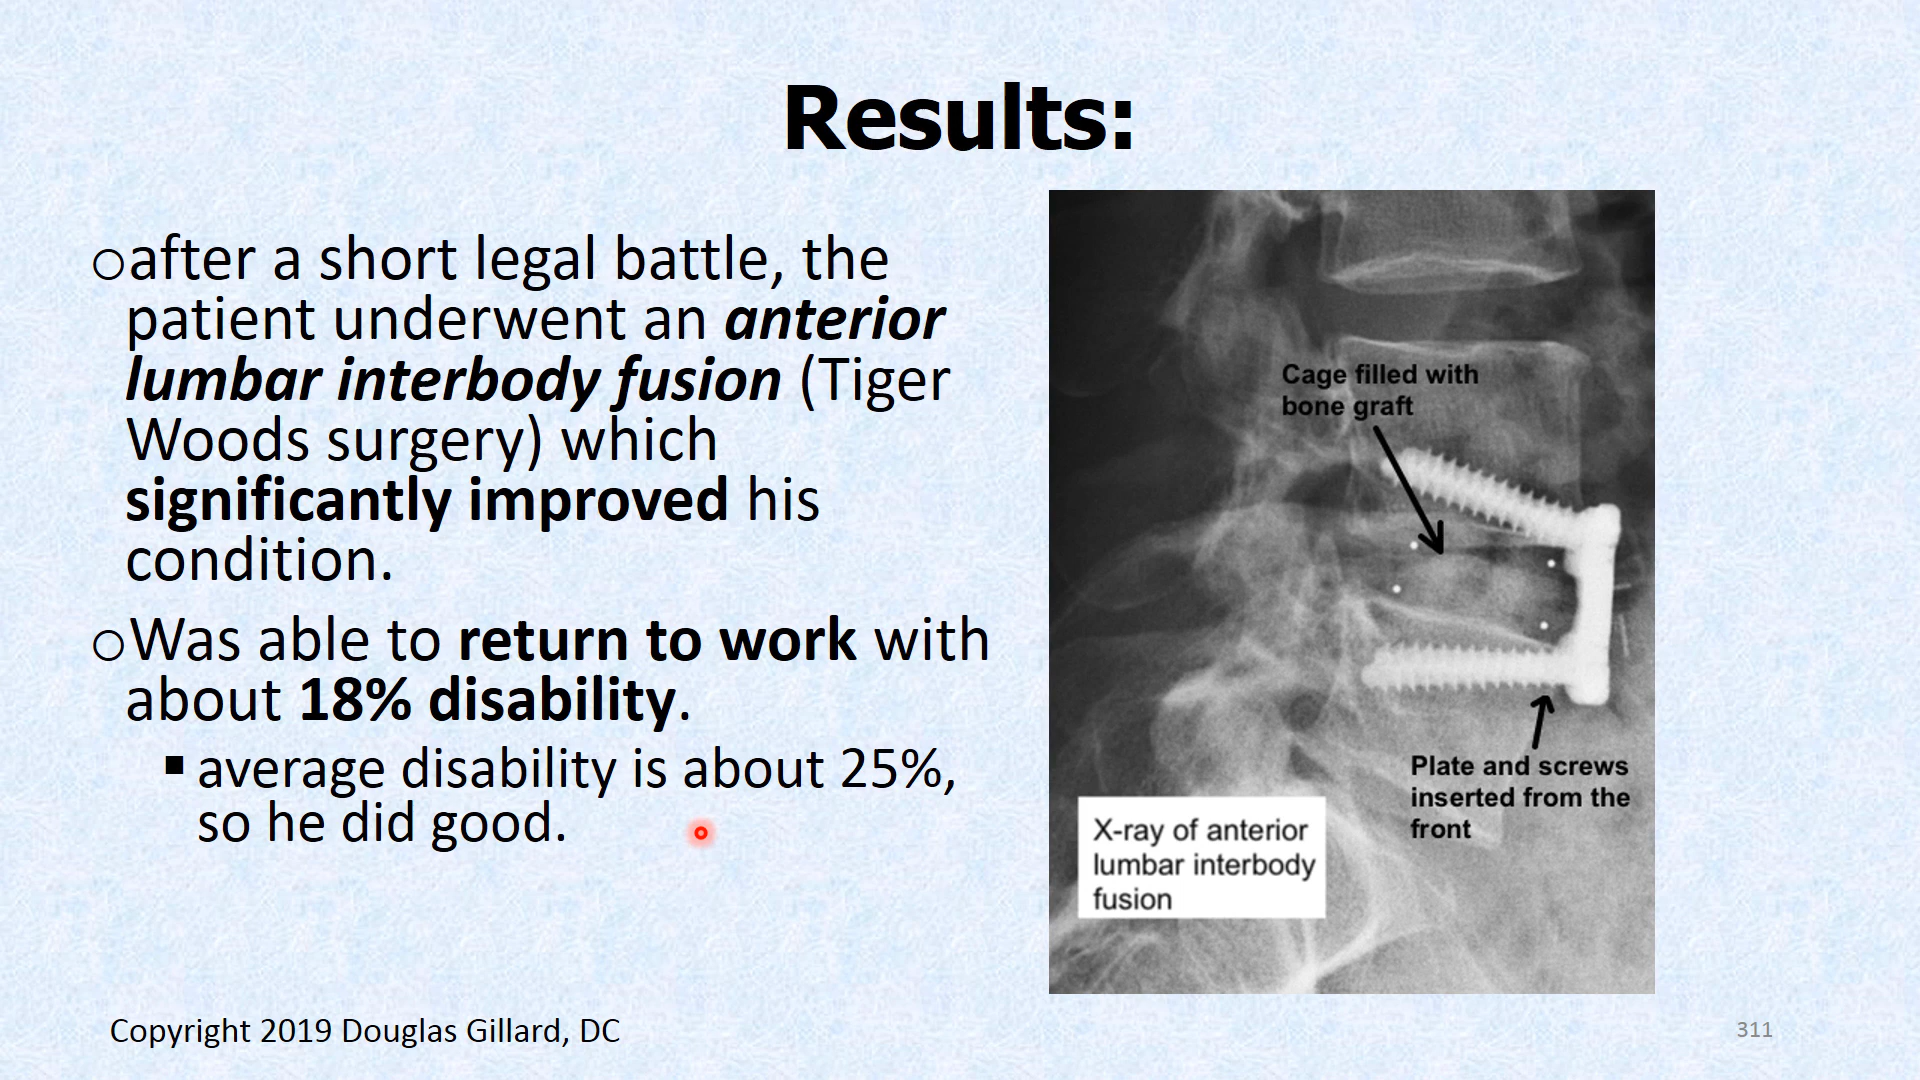 Results:
oafter a short legal battle, the
patient underwent an anterior
lumbar interbody fusion (Tiger
Woods surgery) which
significantly improved his
condition.
oWas able to return to work with
about 18% disability.
▪ average disability is about 25%,
so he did good.
Cage filled with
bone graft
Plate and screws
inserted from the
front
X-ray of anterior
lumbar interbody
fusion
Copyright 2019 Douglas Gillard, DC
311